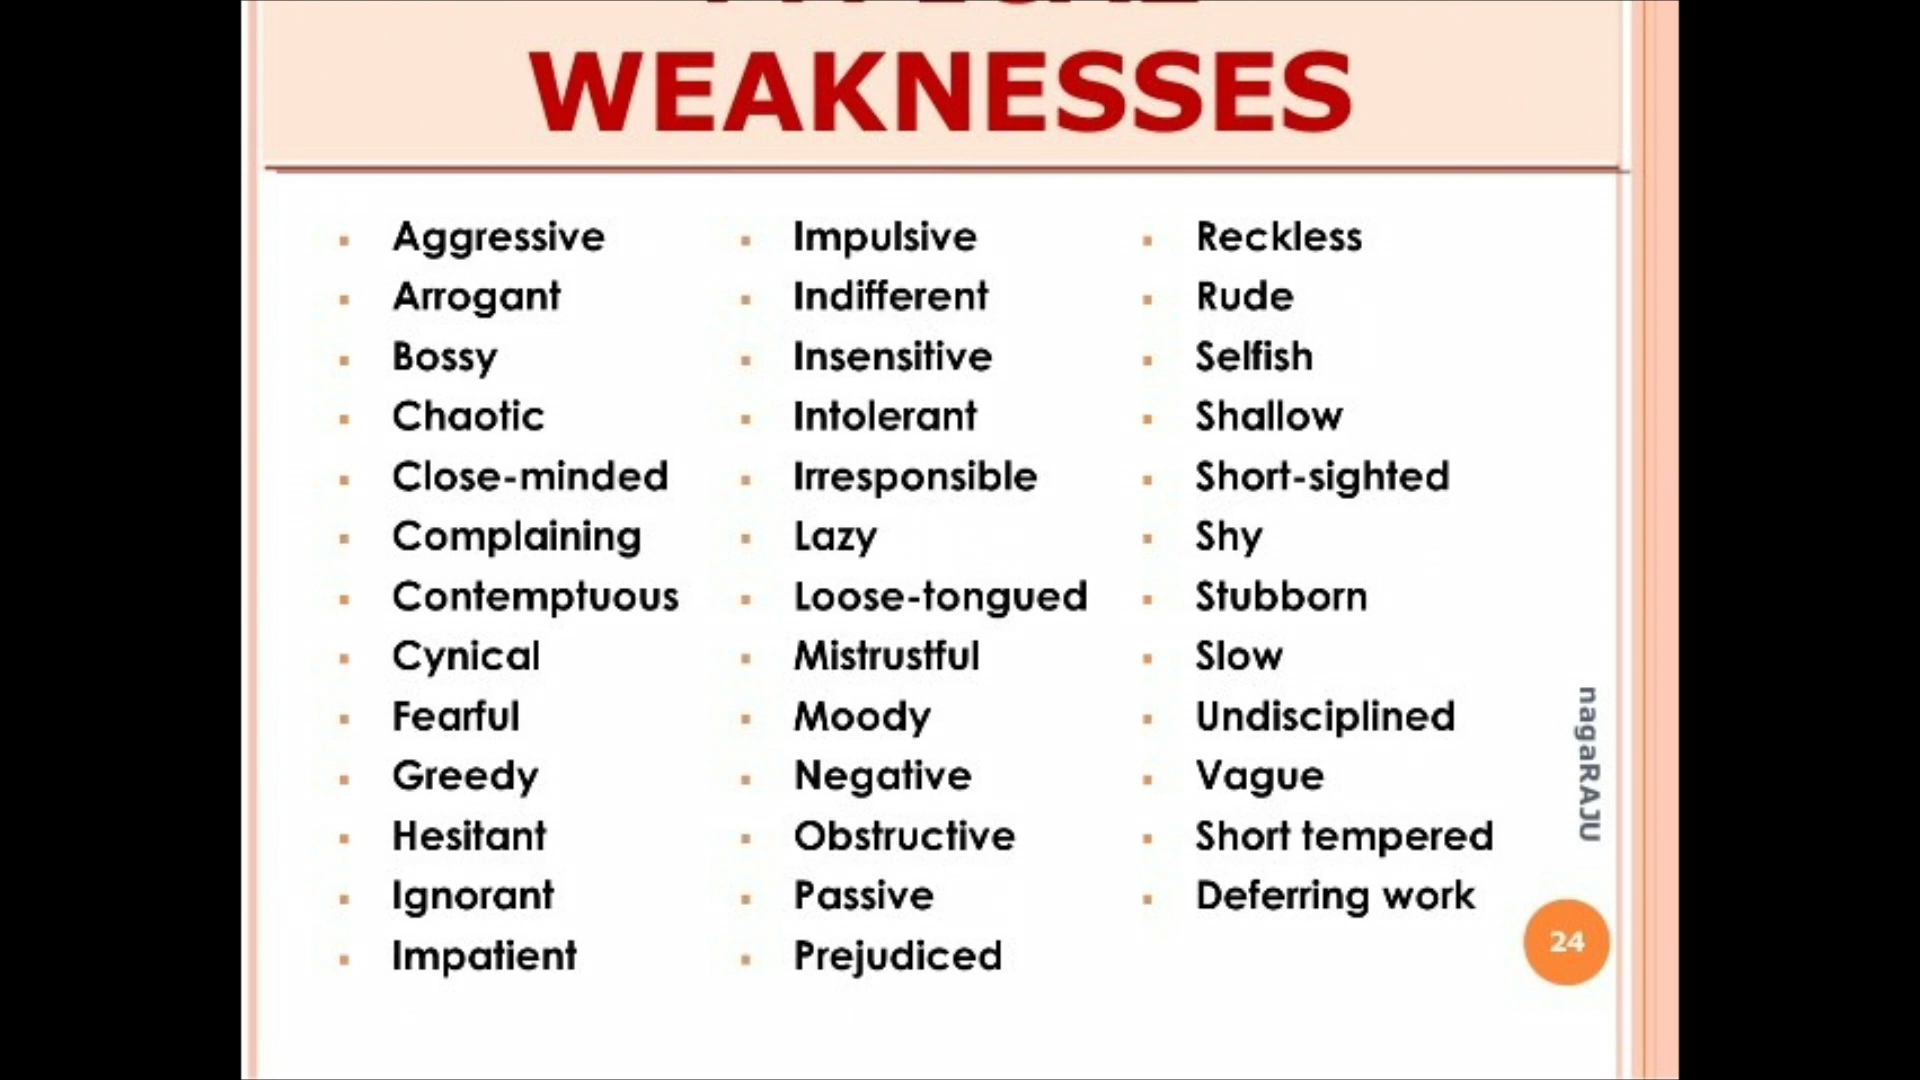 WEAKNESSES
Aggressive
Arrogant
Bossy
Chaotic
Close-minded
Complaining
Contemptuous
Cynical
Fearful
Greedy
Hesitant
Ignorant
Impatient
Impulsive
Indifferent
Insensitive
Intolerant
Irresponsible
Lazy
Loose-tongued
Mistrustful
Moody
Negative
Obstructive
Passive
Prejudiced
Reckless
Rude
Selfish
Shallow
Short-sighted
Shy
Stubborn
Slow
Undisciplined
Vague
Short tempered
Deferring work
nagaRAJU
24